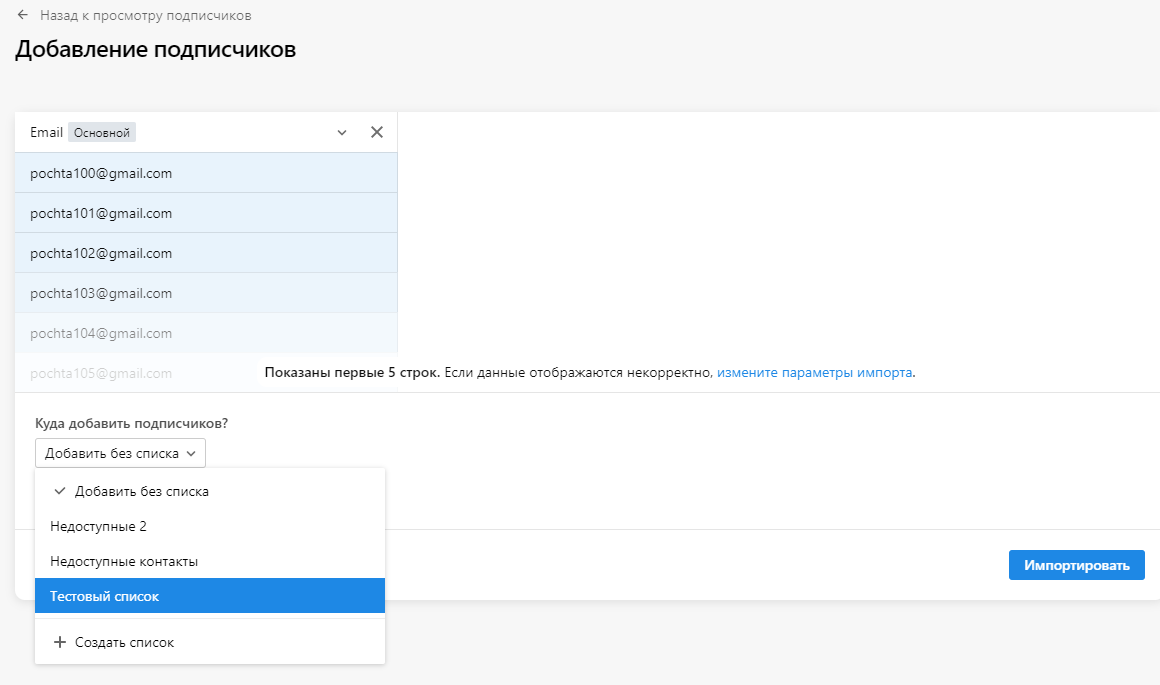 Назад к просмотру подписчиков
Добавление подписчиков
Email Основной
pochta100@gmail.com
pochta101@gmail.com
pochta102@gmail.com
pochta103@gmail.com
pochta104@gmail.com
pochta105@gmail.com
Показаны первые 5 строк. Если данные отображаются некорректно, измените параметры импорта.
Куда добавить подписчиков?
Добавить без списка
Добавить без списка
Недоступные 2
Недоступные контакты
Тестовый список
Создать список
Импортировать